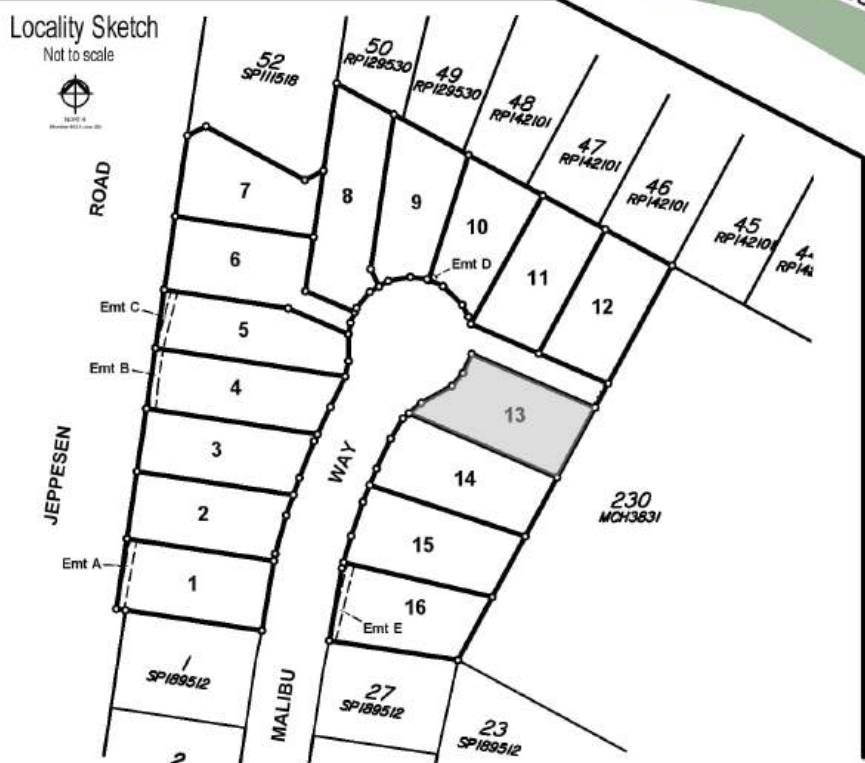 Locality Sketch
Not to scale
52
SP111518
50
RP129530
49
RP129530
48
RP142101
47
RP142101
46
RP142101
45
RP142101
ROAD
7
8
9
10
Emt D
6
11
12
Emt C
5
Emt B
4
13
3
WAY
14
JEPPESEN
2
230
MCH3831
15
Emt A
1
16
Emt E
1
SP189512
27
SP189512
MALIBU
23
SP189512
2